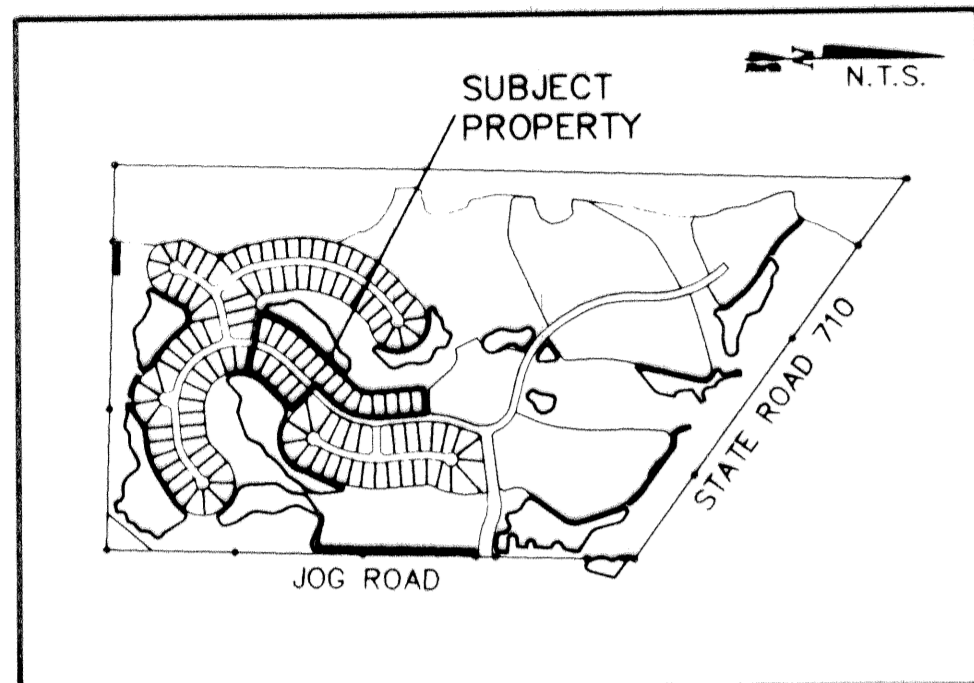 N
N.T.S.
SUBJECT
PROPERTY
STATE ROAD 710
JOG ROAD